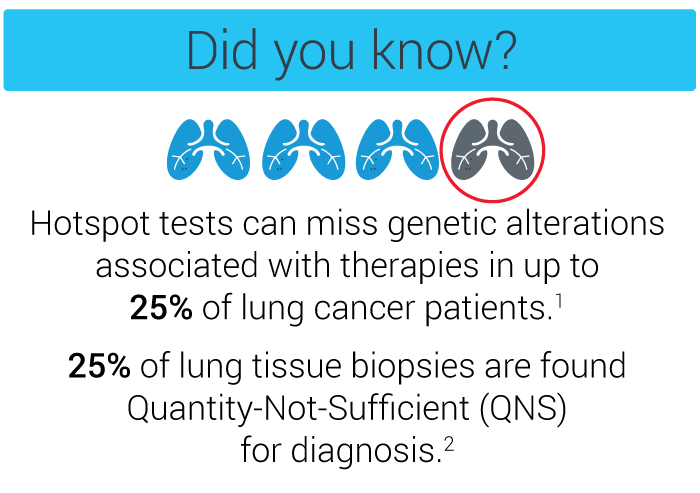 Did you know?
Hotspot tests can miss genetic alterations
associated with therapies in up to
25% of lung cancer patients.¹
25% of lung tissue biopsies are found
Quantity-Not-Sufficient (QNS)
for diagnosis.²